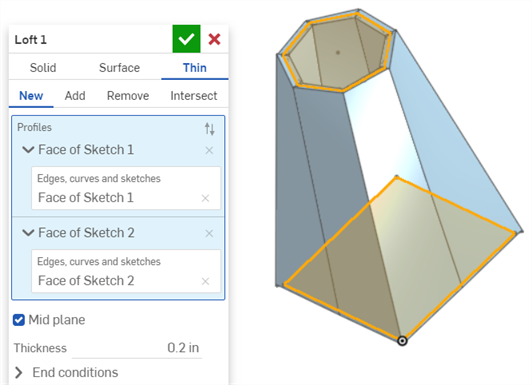 Loft 1
Solid Surface Thin
New Add Remove Intersect
Profiles
Face of Sketch 1
Edges, curves and sketches
Face of Sketch 1
Face of Sketch 2
Edges, curves and sketches
Face of Sketch 2
Mid plane
Thickness 0.2 in
End conditions